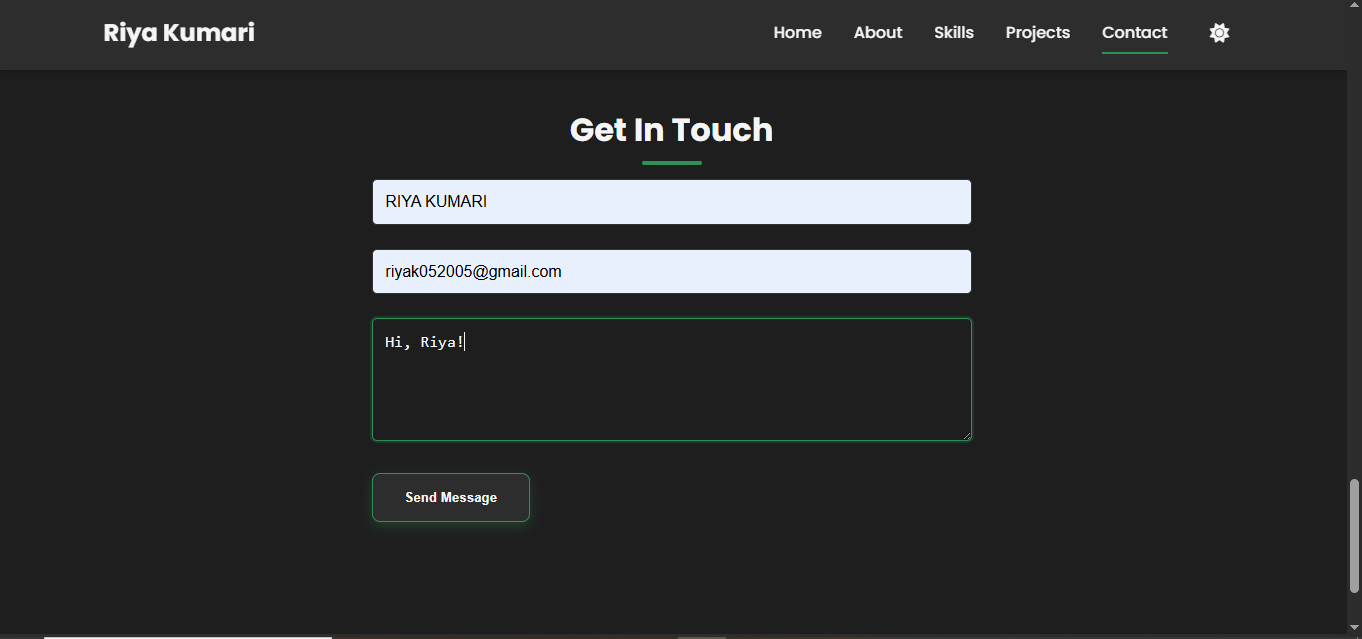 Riya Kumari
Home About Skills Projects Contact
Get In Touch
RIYA KUMARI
riyak052005@gmail.com
Hi, Riya!
Send Message